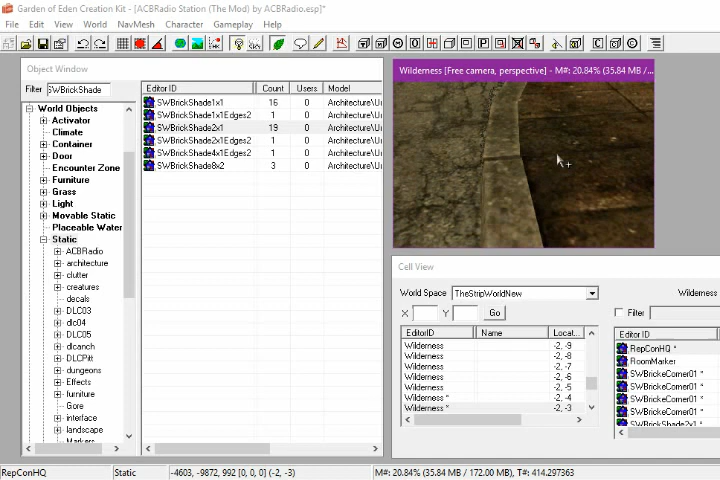 Garden of Eden Creation Kit - [ACBRadio Station (The Mod) by ACBRadio.esp]*
File View World NavMesh Character Gameplay Help
Object Window
Filter SWBrickShade
World Objects
Activator
Climate
Container
Door
Encounter Zone
Furniture
Grass
Light
Movable Static
Placeable Water
Static
ACBRadio
architecture
clutter
creatures
decals
DLC03
dlc04
DLC05
dlcanch
DLCPitt
dungeons
Effects
furniture
Gore
interface
landscape
Markers
Editor ID Count Users Model
SWBrickShade1x1 16 0 Architecture\Ur
SWBrickShade1x1Edges2 1 0 Architecture\Ur
SWBrickShade2x1 19 0 Architecture\Ur
SWBrickShade2x1Edges2 1 0 Architecture\Ur
SWBrickShade4x1Edges2 1 0 Architecture\Ur
SWBrickShade8x2 3 0 Architecture\Ur
Wilderness [Free camera, perspective] - M#: 20.84% (35.84 MB /...
Cell View
World Space TheStripWorldNew Wilderness
X Y Go Filter
EditorID Name Locat...
Wilderness -2, -9
Wilderness -2, -8
Wilderness -2, -7
Wilderness -2, -6
Wilderness -2, -5
Wilderness * -2, -4
Wilderness * -2, -3
Editor ID
RepConHQ *
RoomMarker
SWBrickeCorner01 *
SWBrickeCorner01 *
SWBrickeCorner01 *
SWBrickeCorner01 *
SWBrickeShade2x1 *
RepConHQ Static -4603, -9872, 992 [0, 0, 0] (-2, -3) M#: 20.84% (35.84 MB / 172.00 MB), T#: 414.297363